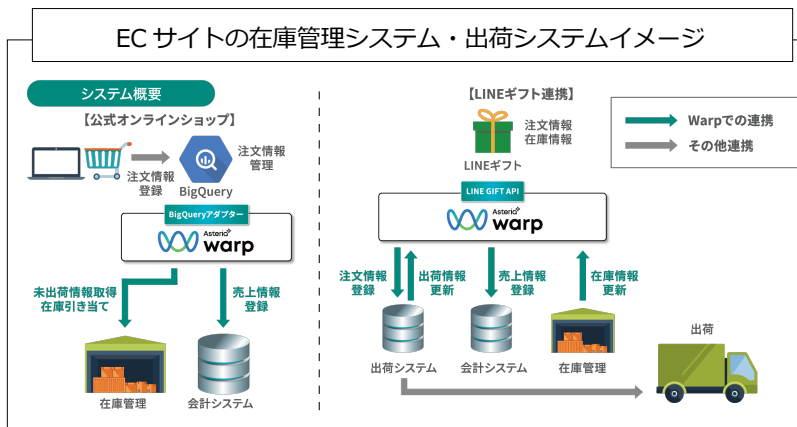 EC サイトの在庫管理システム・出荷システムイメージ
システム概要
【公式オンラインショップ】
注文情報
登録
BigQuery
注文情報
管理
BigQueryアダプター
Asteria
warp
未出荷情報取得
在庫引き当て
売上情報
登録
在庫管理
会計システム
【LINEギフト連携】
注文情報
在庫情報
LINEギフト
LINE GIFT API
Asteria
warp
注文情報
登録
出荷情報
更新
売上情報
登録
在庫情報
更新
出荷システム
会計システム
在庫管理
出荷
Warpでの連携
その他連携